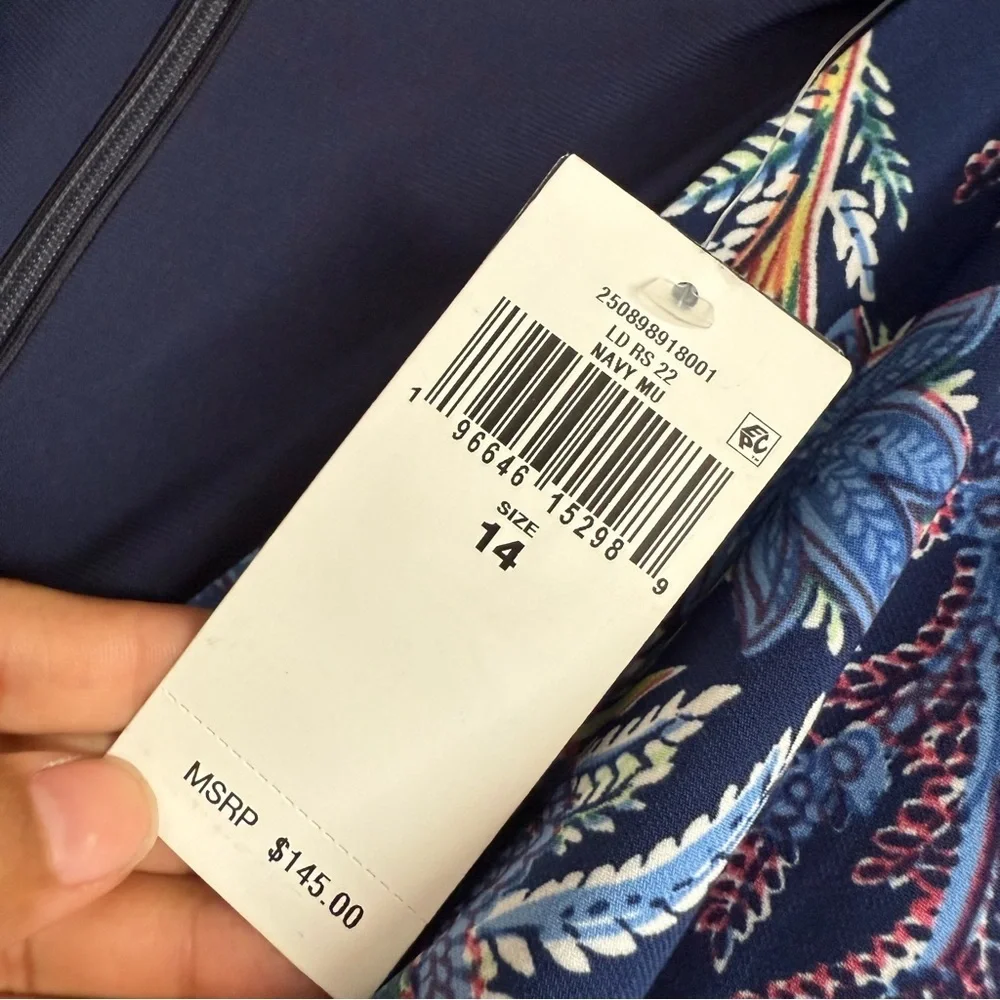 250898918001
LD RS 22
NAVY MU
1 96646 15298 9
SIZE
14
MSRP $145.00